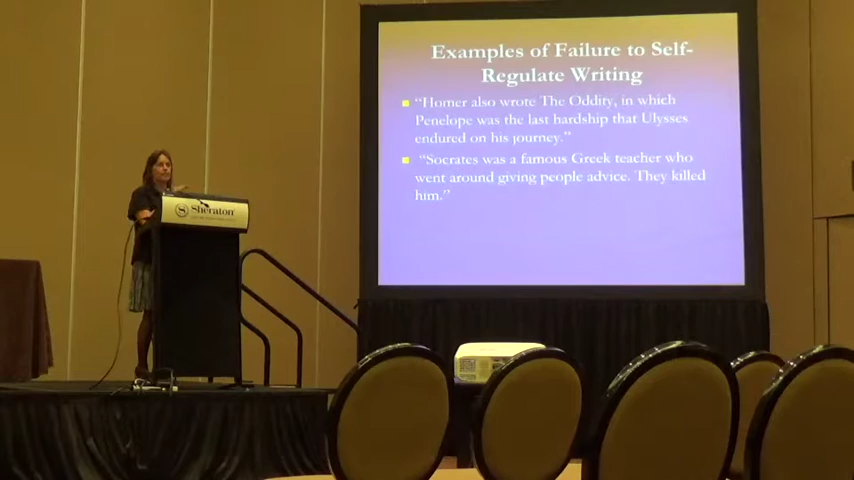 Examples of Failure to Self-
Regulate Writing
“Homer also wrote The Oddity, in which
Penelope was the last hardship that Ulysses
endured on his journey.”
“Socrates was a famous Greek teacher who
went around giving people advice. They killed
him.”
Sheraton